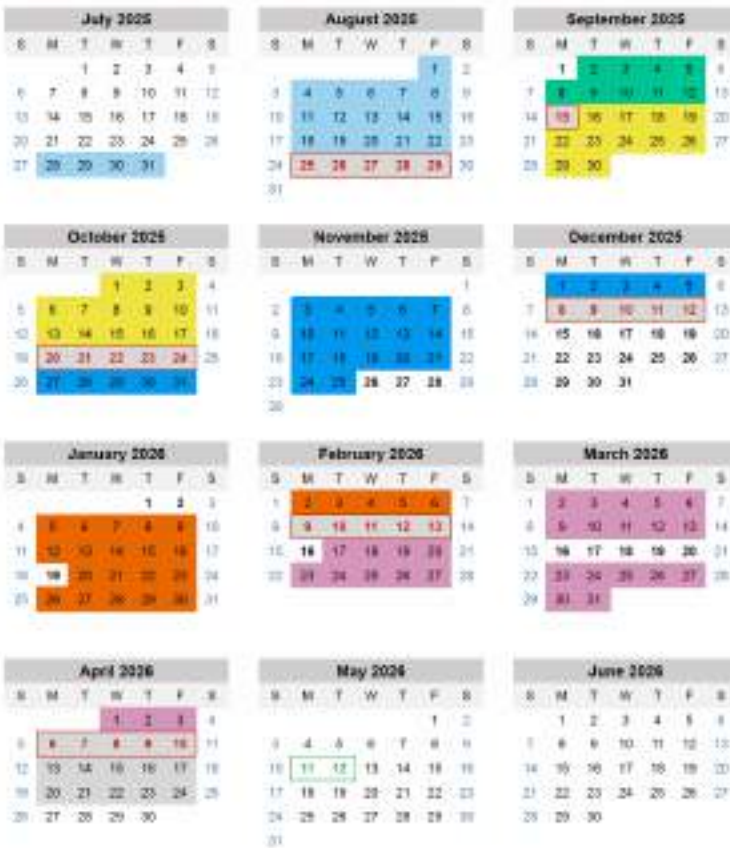 July 2025
S M T W T F S
1 2 3 4 5
6 7 8 9 10 11 12
13 14 15 16 17 18 19
20 21 22 23 24 25 26
27 28 29 30 31
August 2025
S M T W T F S
1 2
3 4 5 6 7 8 9
10 11 12 13 14 15 16
17 18 19 20 21 22 23
24 25 26 27 28 29 30
31
September 2025
S M T W T F S
1 2 3 4 5 6
7 8 9 10 11 12 13
14 15 16 17 18 19 20
21 22 23 24 25 26 27
28 29 30
October 2025
S M T W T F S
1 2 3 4
5 6 7 8 9 10 11
12 13 14 15 16 17 18
19 20 21 22 23 24 25
26 27 28 29 30 31
November 2025
S M T W T F S
1
2 3 4 5 6 7 8
9 10 11 12 13 14 15
16 17 18 19 20 21 22
23 24 25 26 27 28 29
30
December 2025
S M T W T F S
1 2 3 4 5 6
7 8 9 10 11 12 13
14 15 16 17 18 19 20
21 22 23 24 25 26 27
28 29 30 31
January 2026
S M T W T F S
1 2 3
4 5 6 7 8 9 10
11 12 13 14 15 16 17
18 19 20 21 22 23 24
25 26 27 28 29 30 31
February 2026
S M T W T F S
1 2 3 4 5 6 7
8 9 10 11 12 13 14
15 16 17 18 19 20 21
22 23 24 25 26 27 28
March 2026
S M T W T F S
1 2 3 4 5 6 7
8 9 10 11 12 13 14
15 16 17 18 19 20 21
22 23 24 25 26 27 28
29 30 31
April 2026
S M T W T F S
1 2 3 4
5 6 7 8 9 10 11
12 13 14 15 16 17 18
19 20 21 22 23 24 25
26 27 28 29 30
May 2026
S M T W T F S
1 2
3 4 5 6 7 8 9
10 11 12 13 14 15 16
17 18 19 20 21 22 23
24 25 26 27 28 29 30
31
June 2026
S M T W T F S
1 2 3 4 5 6
7 8 9 10 11 12 13
14 15 16 17 18 19 20
21 22 23 24 25 26 27
28 29 30